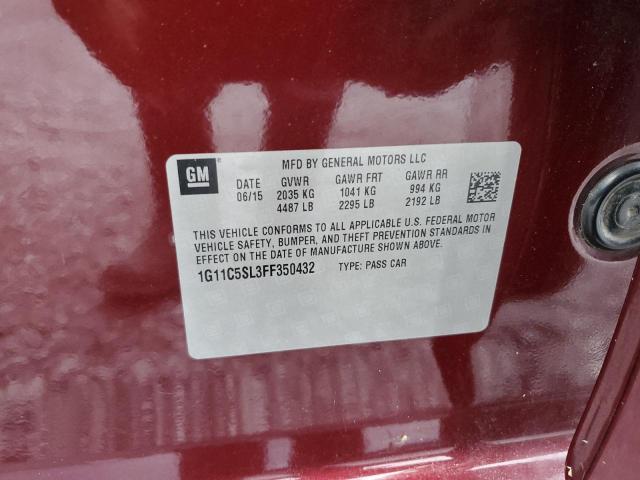 GM
MFD BY GENERAL MOTORS LLC
DATE GVWR GAWR FRT GAWR RR
06/15 2035 KG 1041 KG 994 KG
4487 LB 2295 LB 2192 LB
THIS VEHICLE CONFORMS TO ALL APPLICABLE U.S. FEDERAL MOTOR
VEHICLE SAFETY, BUMPER, AND THEFT PREVENTION STANDARDS IN
EFFECT ON THE DATE OF MANUFACTURE SHOWN ABOVE.
1G11C5SL3FF350432 TYPE: PASS CAR